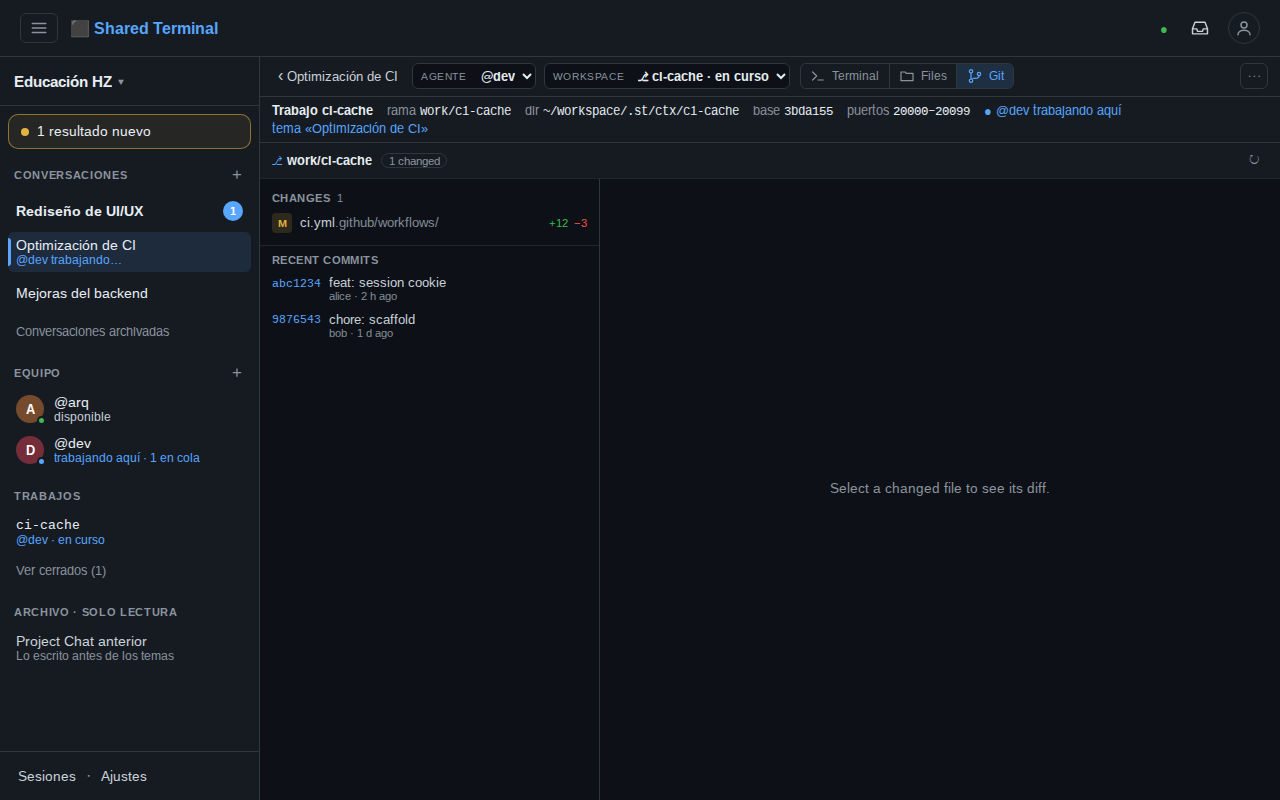 Shared Terminal
Educación HZ
1 resultado nuevo
CONVERSACIONES +
Rediseño de UI/UX 1
Optimización de CI
@dev trabajando…
Mejoras del backend
Conversaciones archivadas
EQUIPO +
A @arq
disponible
D @dev
trabajando aquí · 1 en cola
TRABAJOS
ci-cache
@dev · en curso
Ver cerrados (1)
ARCHIVO · SOLO LECTURA
Project Chat anterior
Lo escrito antes de los temas
Sesiones · Ajustes
‹ Optimización de CI AGENTE @dev WORKSPACE ⎇ ci-cache · en curso Terminal Files Git ···
Trabajo ci-cache rama work/ci-cache dir ~/workspace/.st/ctx/ci-cache base 3bda155 puertos 20000–20099 ● @dev trabajando aquí
tema «Optimización de CI»
⎇ work/ci-cache 1 changed ↻
CHANGES 1
M ci.yml .github/workflows/ +12 −3
RECENT COMMITS
abc1234 feat: session cookie
alice · 2 h ago
9876543 chore: scaffold
bob · 1 d ago
Select a changed file to see its diff.